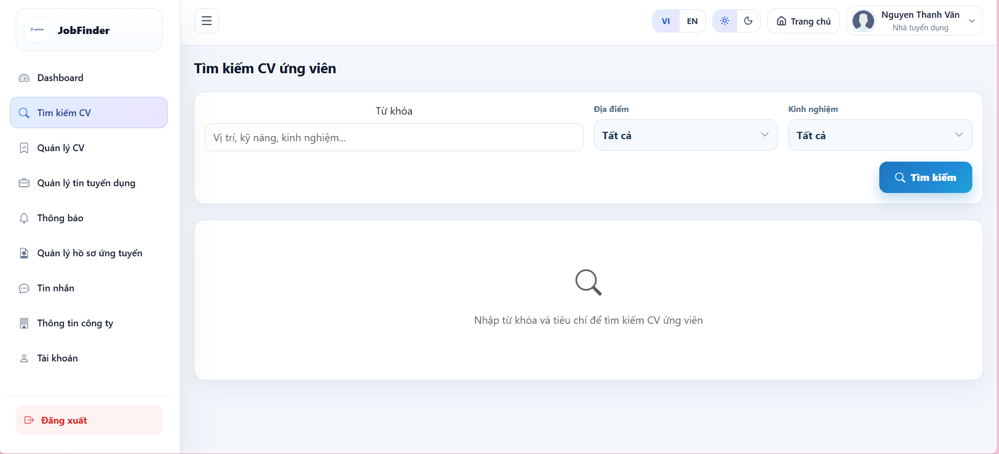 JobFinder
Dashboard
Tìm kiếm CV
Quản lý CV
Quản lý tin tuyển dụng
Thông báo
Quản lý hồ sơ ứng tuyển
Tin nhắn
Thông tin công ty
Tài khoản
Đăng xuất
VI EN
Trang chủ
Nguyen Thanh Văn
Nhà tuyển dụng
Tìm kiếm CV ứng viên
Từ khóa
Vị trí, kỹ năng, kinh nghiệm...
Địa điểm
Tất cả
Kinh nghiệm
Tất cả
Tìm kiếm
Nhập từ khóa và tiêu chí để tìm kiếm CV ứng viên